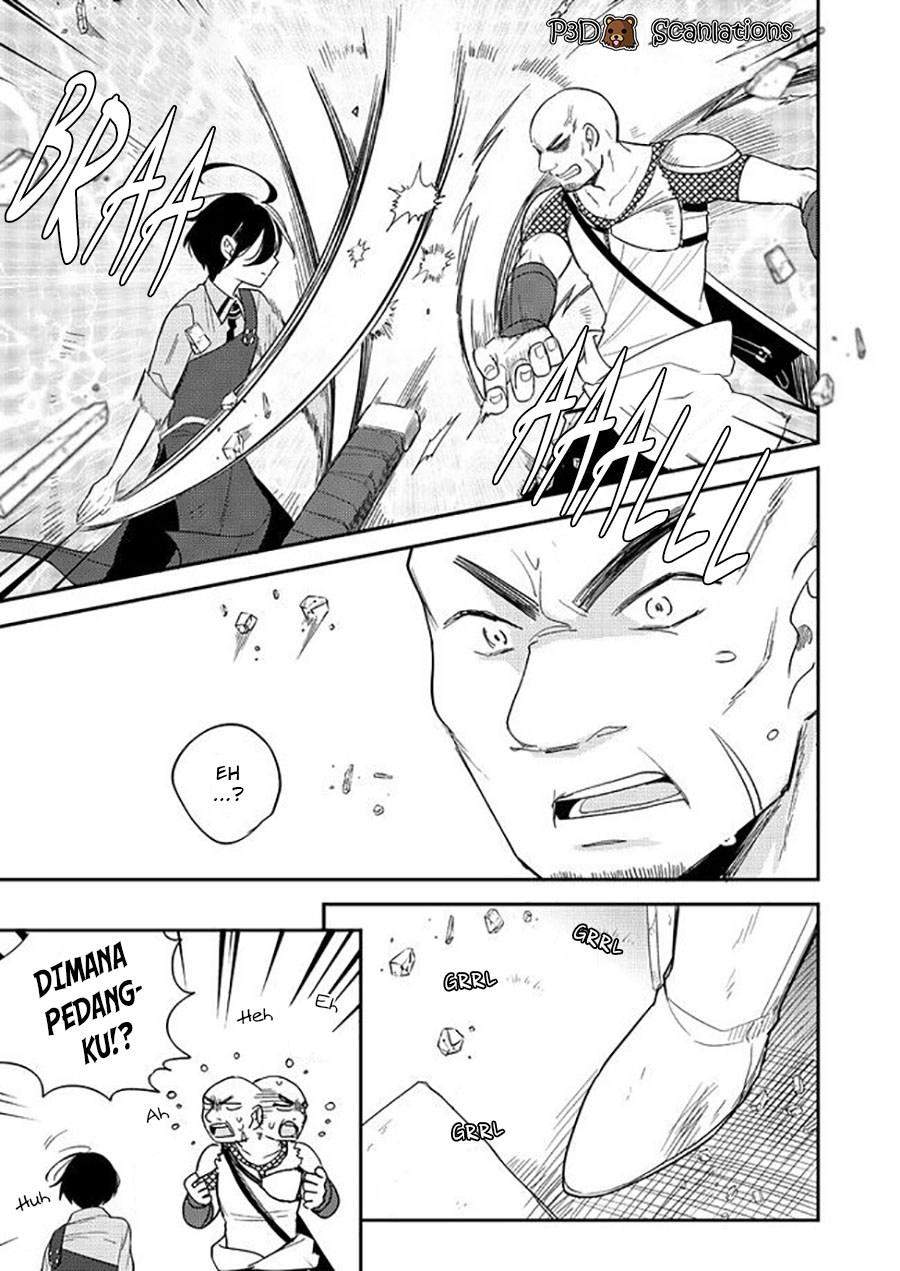 P3D Scanlations
BRAA
AAALLL
EH
...?
GRRL
GRRL
GRRL
Eh
Heh
DIMANA
PEDANG-
KU!?
Ah
Huh